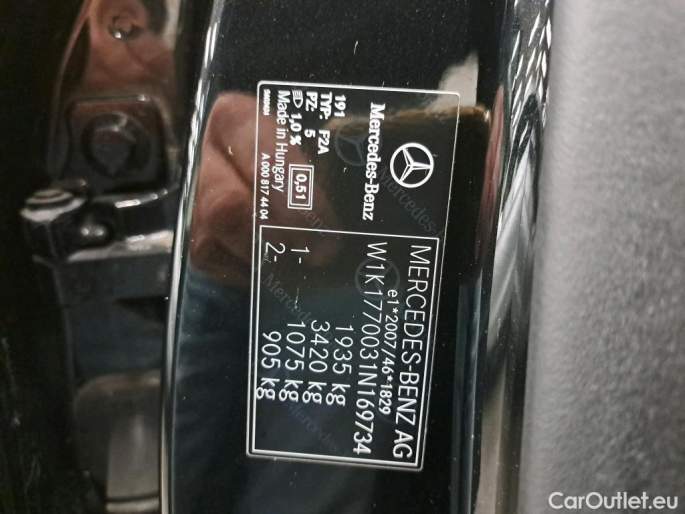 Mercedes-Benz
191
TYP: F2A
PZ: 5
1,0 % 0,51
Made in Hungary
A 000 817 44 04
MERCEDES-BENZ AG
e1*2007/46*1829
W1K1770031N169734
1935 kg
3420 kg
1- 1075 kg
2- 905 kg
CarOutlet.eu